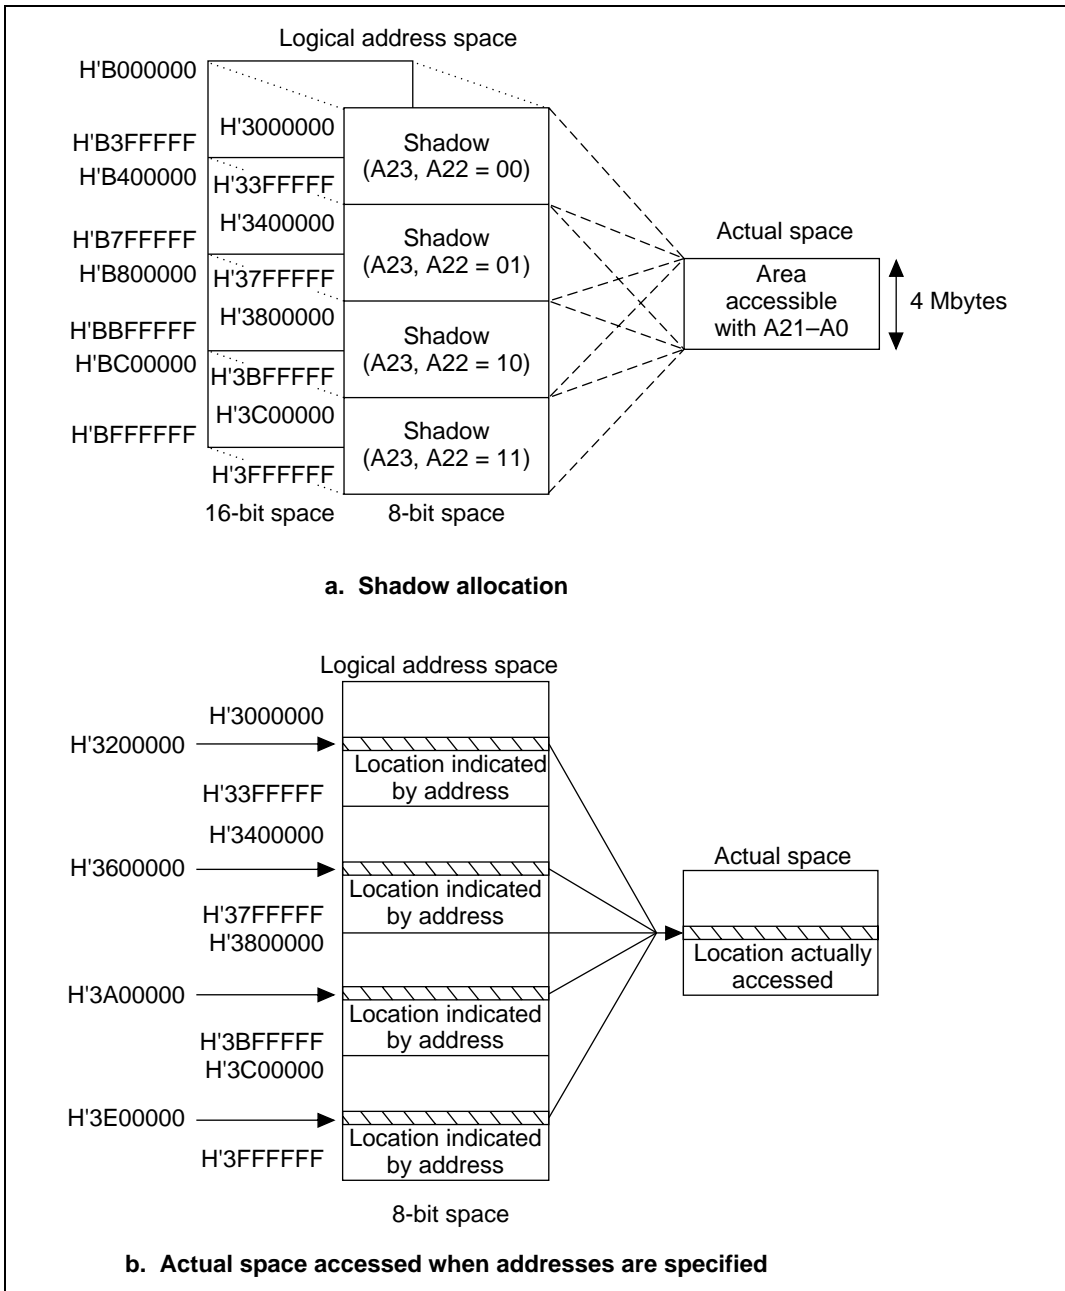 Logical address space
H'B000000
H'3000000
Shadow
(A23, A22 = 00)
H'B3FFFFF
H'B400000
H'33FFFFF
H'3400000
Shadow
(A23, A22 = 01)
H'B7FFFFF
H'B800000
H'37FFFFF
H'3800000
Shadow
(A23, A22 = 10)
H'BBFFFFF
H'BC00000
H'3BFFFFF
H'3C00000
Shadow
(A23, A22 = 11)
H'BFFFFFF
H'3FFFFFF
16-bit space
8-bit space
Actual space
Area
accessible
with A21–A0
4 Mbytes
a. Shadow allocation
Logical address space
H'3000000
H'3200000
Location indicated
by address
H'33FFFFF
H'3400000
H'3600000
Location indicated
by address
H'37FFFFF
H'3800000
H'3A00000
Location indicated
by address
H'3BFFFFF
H'3C00000
H'3E00000
Location indicated
by address
H'3FFFFFF
8-bit space
Actual space
Location actually
accessed
b. Actual space accessed when addresses are specified